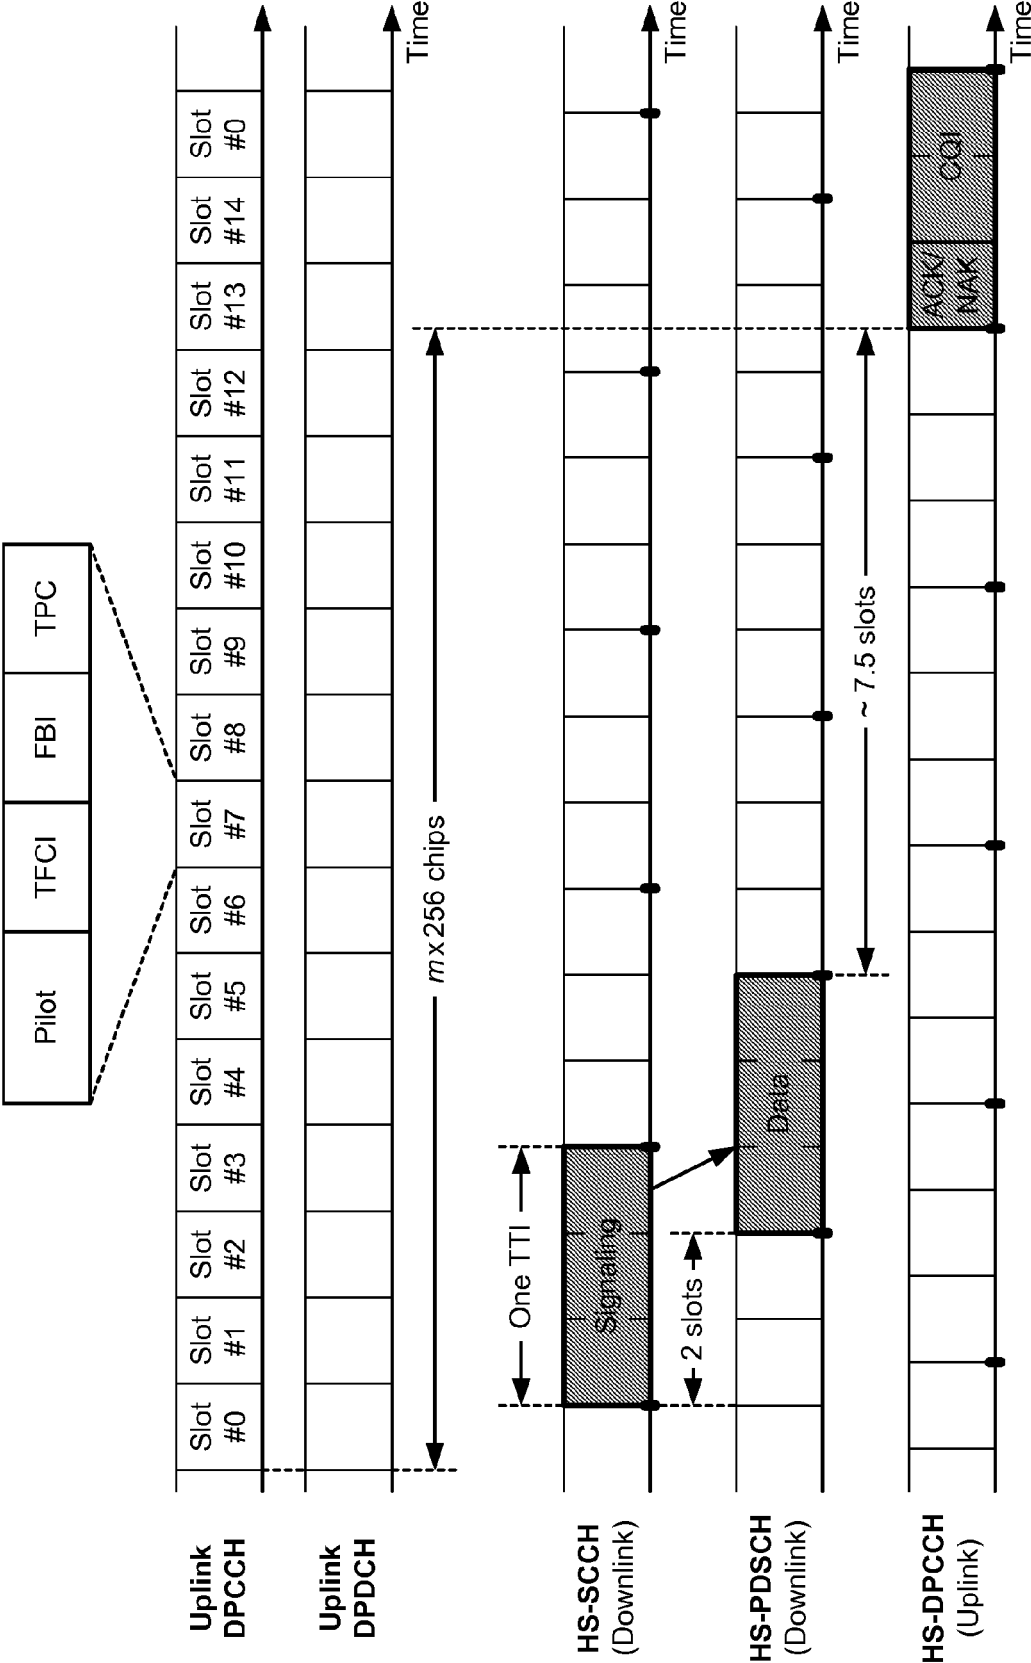 Pilot TFCI FBI TPC
Uplink
DPCCH
Slot
#0
Slot
#1
Slot
#2
Slot
#3
Slot
#4
Slot
#5
Slot
#6
Slot
#7
Slot
#8
Slot
#9
Slot
#10
Slot
#11
Slot
#12
Slot
#13
Slot
#14
Slot
#0
Uplink
DPDCH
Time
m x 256 chips
One TTI
HS-SCCH
(Downlink)
Signaling
Time
2 slots
HS-PDSCH
(Downlink)
Data
Time
~ 7.5 slots
HS-DPCCH
(Uplink)
ACK/
NAK
CQI
Time